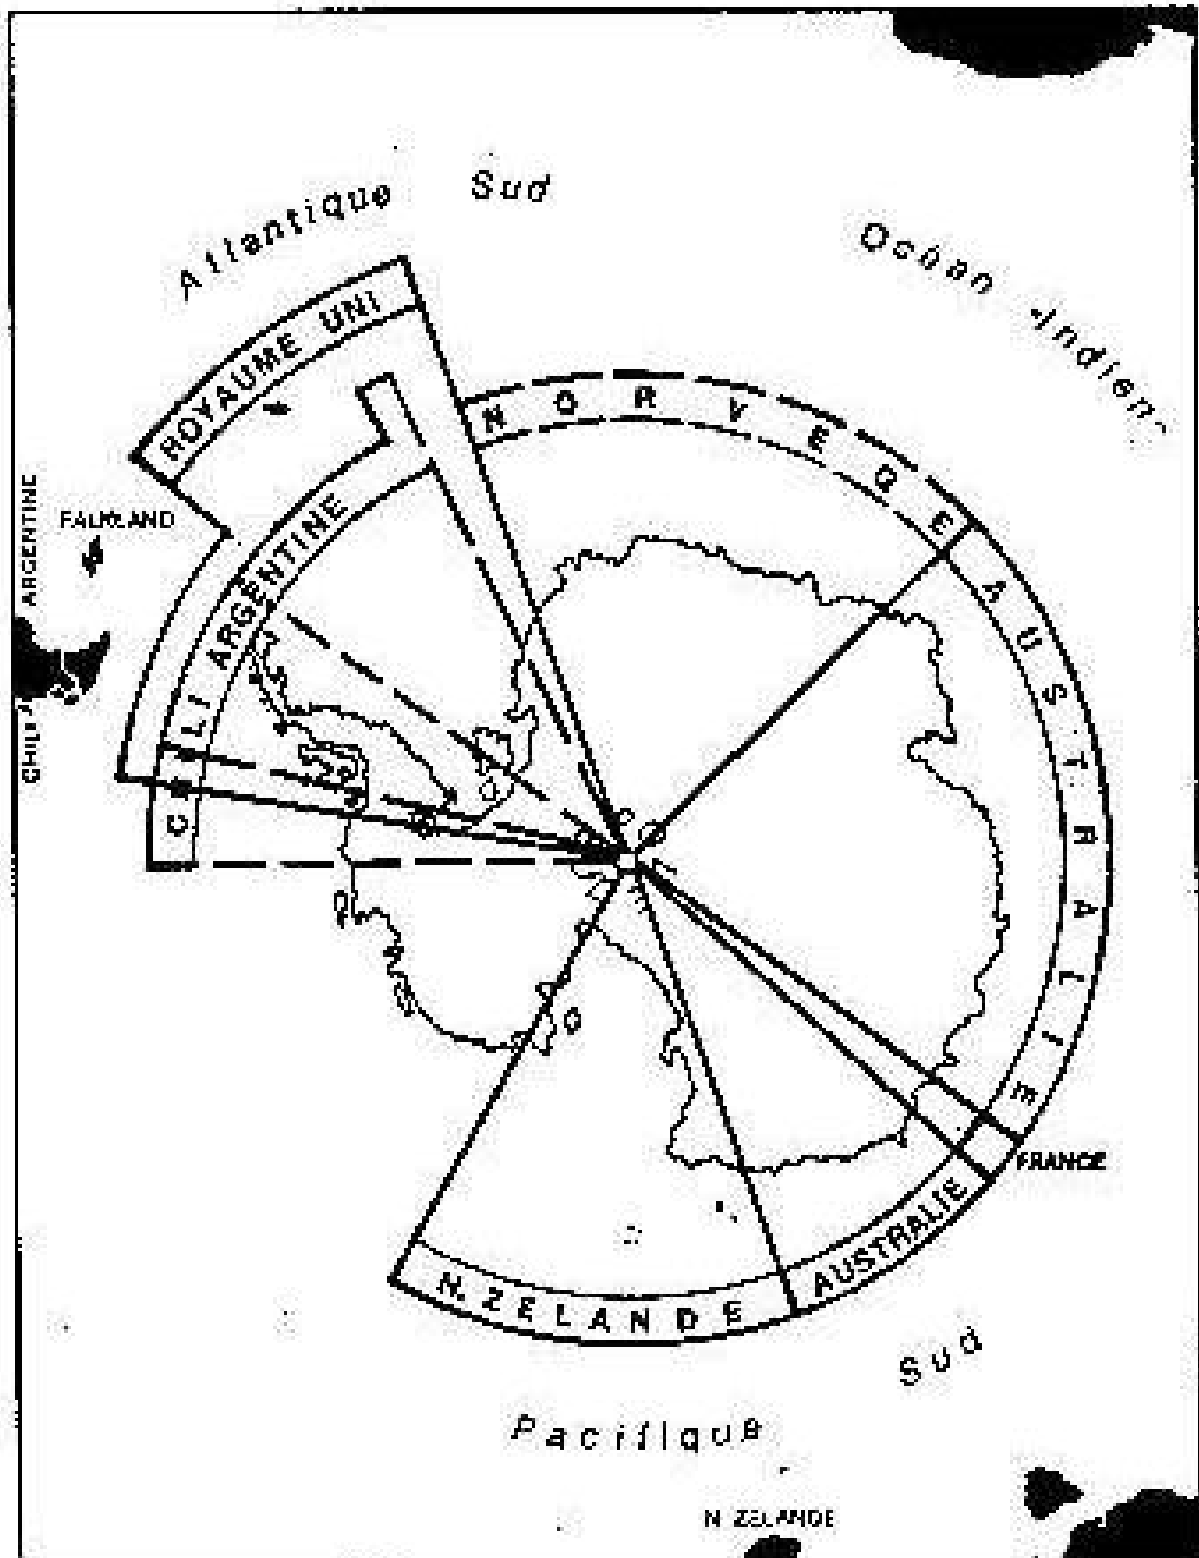 Atlantique Sud
Océan Indien
ROYAUME UNI
NORVEGE
ARGENTINE
FALKLAND
ARGENTINE
CHILI
CHILI
AUSTRALIE
FRANCE
AUSTRALIE
N. ZELANDE
Sud
Pacifique
N ZELANDE